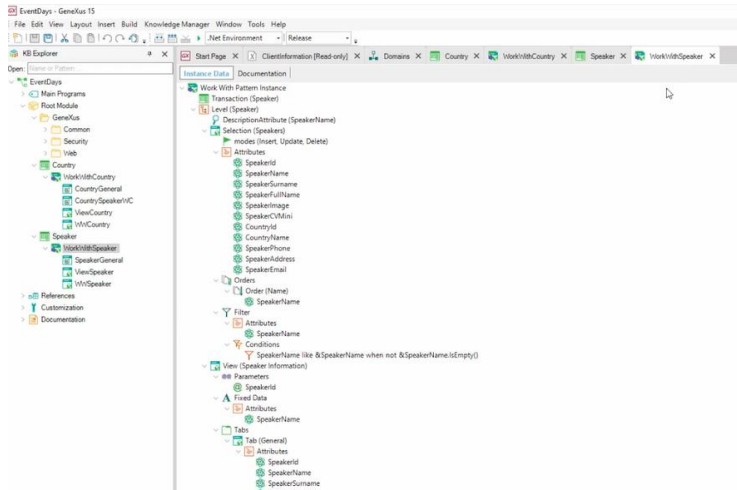 EventDays - GeneXus 15
File Edit View Layout Insert Build Knowledge Manager Window Tools Help
.Net Environment Release
KB Explorer
Start Page ClientInformation [Read-only] Domains Country WorkWithCountry Speaker WorkWithSpeaker
Open: Name or Pattern
Instance Data Documentation
EventDays
Main Programs
Root Module
GeneXus
Common
Security
Web
Country
WorkWithCountry
CountryGeneral
CountrySpeakerWC
ViewCountry
WWCountry
Speaker
WorkWithSpeaker
SpeakerGeneral
ViewSpeaker
WWSpeaker
References
Customization
Documentation
Work With Pattern Instance
Transaction (Speaker)
Level (Speaker)
DescriptionAttribute (SpeakerName)
Selection (Speakers)
modes (Insert, Update, Delete)
Attributes
SpeakerId
SpeakerName
SpeakerSurname
SpeakerFullName
SpeakerImage
SpeakerCVMini
CountryId
CountryName
SpeakerPhone
SpeakerAddress
SpeakerEmail
Orders
Order (Name)
SpeakerName
Filter
Attributes
SpeakerName
Conditions
SpeakerName like &SpeakerName when not &SpeakerName.IsEmpty()
View (Speaker Information)
Parameters
SpeakerId
Fixed Data
Attributes
SpeakerName
Tabs
Tab (General)
Attributes
SpeakerId
SpeakerName
SpeakerSurname